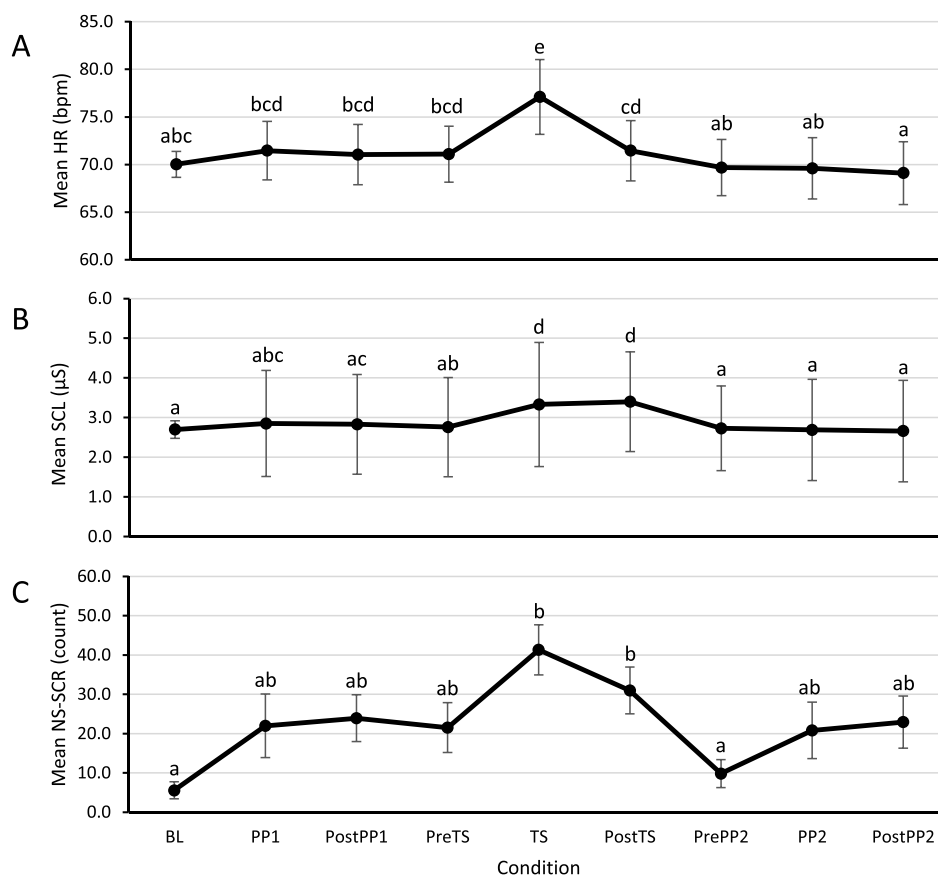 A
Mean HR (bpm)
85.0
80.0
75.0
70.0
65.0
60.0
abc bcd bcd bcd e cd ab ab a
B
Mean SCL (µS)
6.0
5.0
4.0
3.0
2.0
1.0
0.0
a abc ac ab d d a a a
C
Mean NS-SCR (count)
60.0
50.0
40.0
30.0
20.0
10.0
0.0
a ab ab ab b b a ab ab
BL PP1 PostPP1 PreTS TS PostTS PrePP2 PP2 PostPP2
Condition